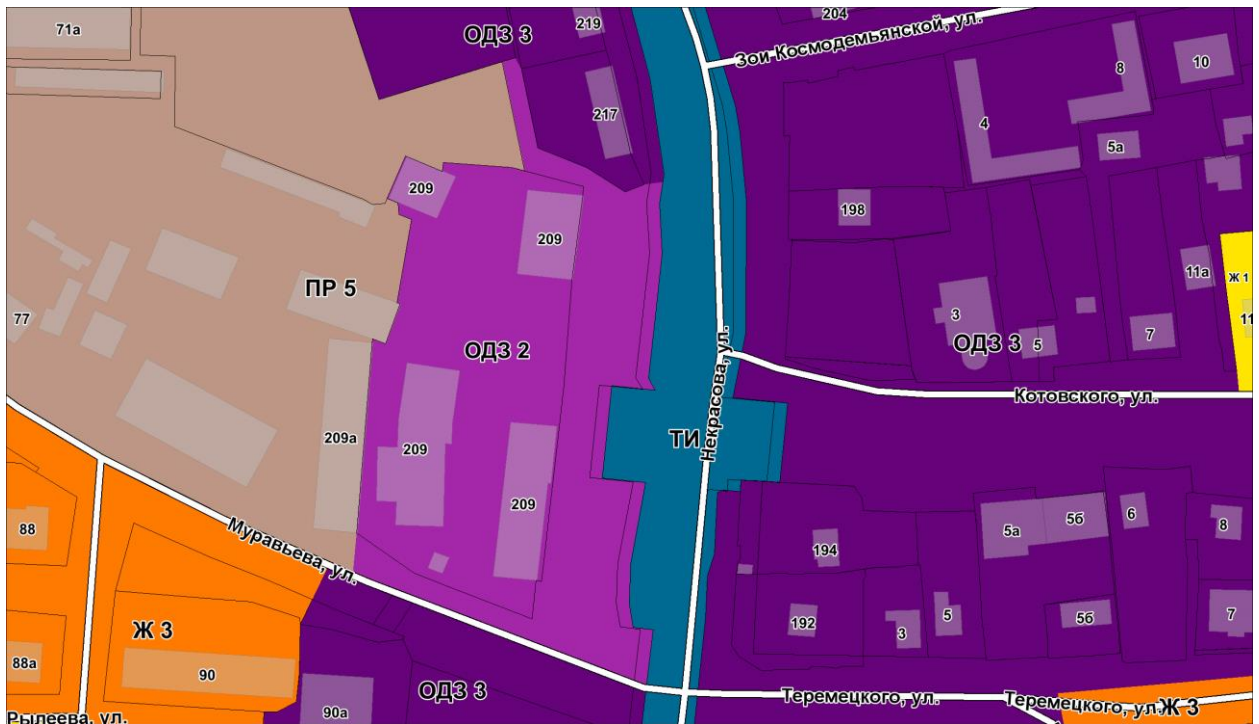 71а
ОДЗ 3
219
204
Зои Космодемьянской, ул.
8
10
217
4
5а
209
198
209
11а
Ж 1
ПР 5
77
3
11
7
5
ОДЗ 3
ОДЗ 2
Некрасова, ул.
Котовского, ул.
209а
209
ТИ
209
88
Муравьева, ул.
5а
5б
6
8
194
192
3
5
5б
7
Ж 3
88а
90
ОДЗ 3
90а
Теремецкого, ул.
Теремецкого, ул.
Ж 3
Рылеева, ул.